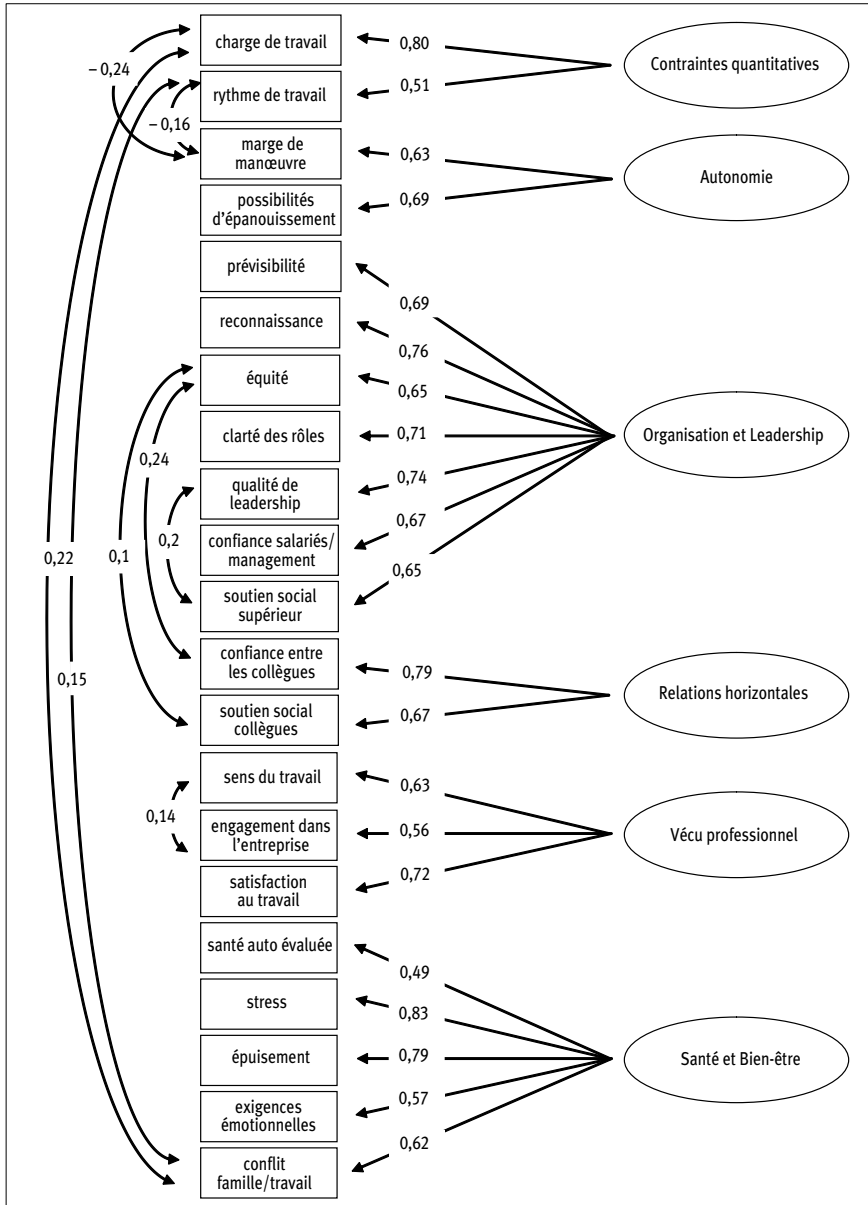 charge de travail
0,80
Contraintes quantitatives
– 0,24
rythme de travail
0,51
– 0,16
marge de
manœuvre
0,63
Autonomie
possibilités
d'épanouissement
0,69
prévisibilité
0,69
reconnaissance
0,76
équité
0,65
clarté des rôles
0,71
Organisation et Leadership
0,24
qualité de
leadership
0,74
0,2
confiance salariés/
management
0,67
0,22
0,1
soutien social
supérieur
0,65
confiance entre
les collègues
0,79
Relations horizontales
0,15
soutien social
collègues
0,67
sens du travail
0,63
0,14
engagement dans
l'entreprise
0,56
Vécu professionnel
satisfaction
au travail
0,72
santé auto évaluée
0,49
stress
0,83
épuisement
0,79
Santé et Bien-être
exigences
émotionnelles
0,57
conflit
famille/travail
0,62